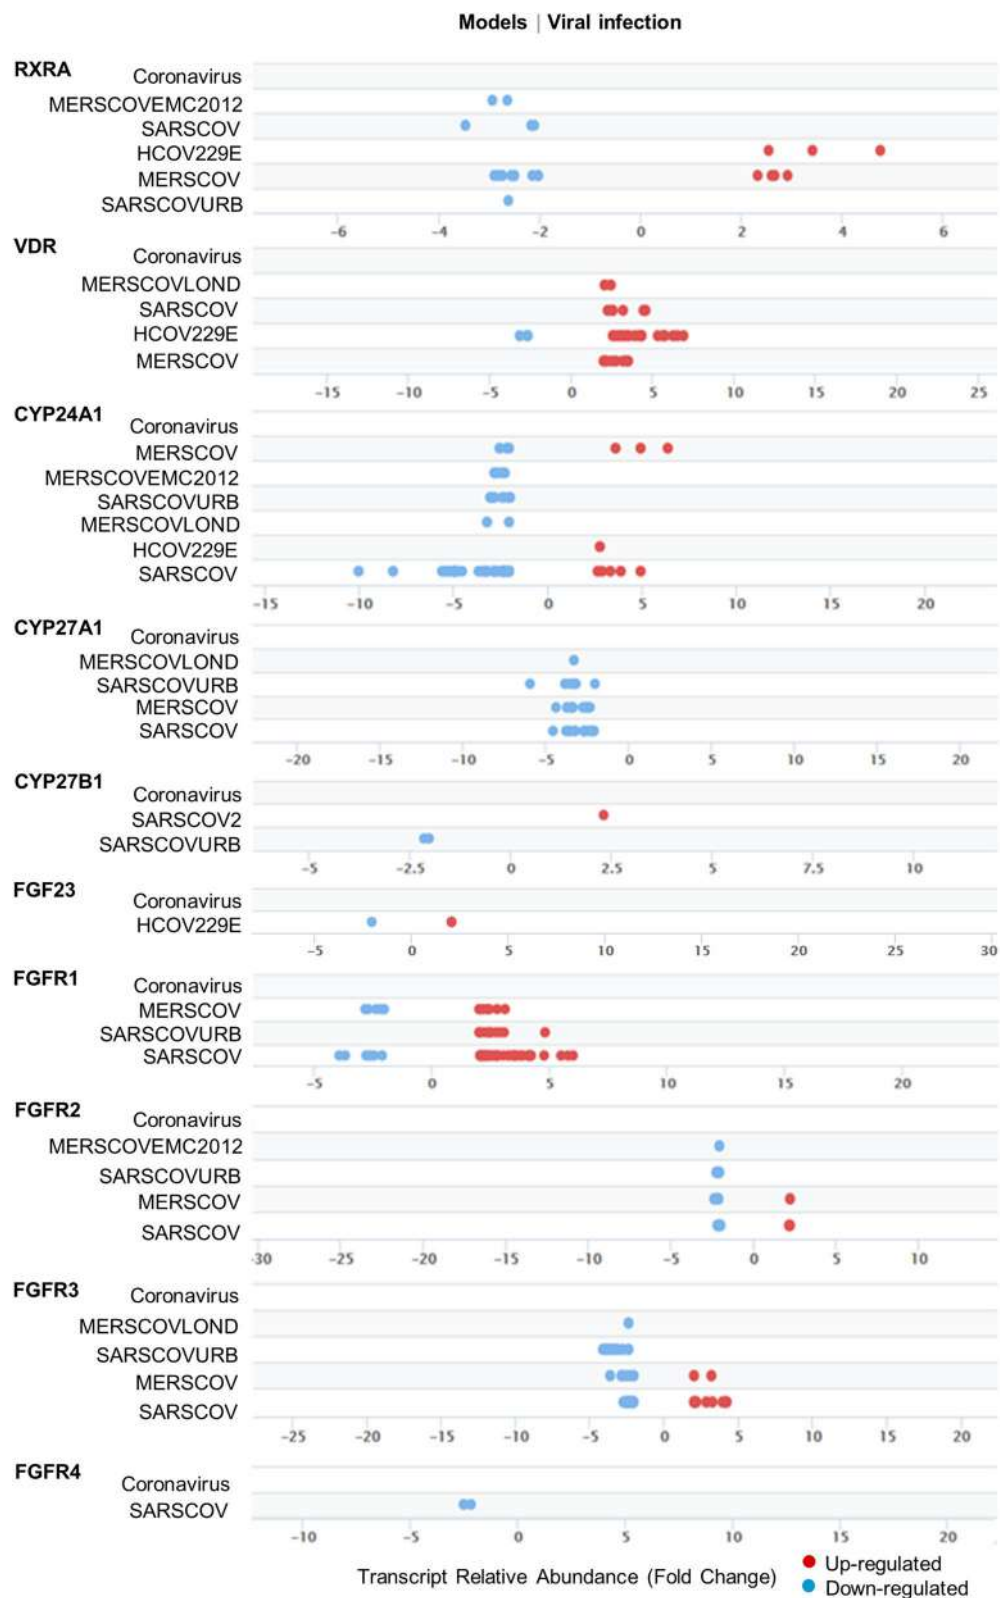 Models | Viral infection
RXRA
Coronavirus
MERSCOVEMC2012
SARSCOV
HCOV229E
MERSCOV
SARSCOVURB
-6 -4 -2 0 2 4 6
VDR
Coronavirus
MERSCOVLOND
SARSCOV
HCOV229E
MERSCOV
-15 -10 -5 0 5 10 15 20 25
CYP24A1
Coronavirus
MERSCOV
MERSCOVEMC2012
SARSCOVURB
MERSCOVLOND
HCOV229E
SARSCOV
-15 -10 -5 0 5 10 15 20
CYP27A1
Coronavirus
MERSCOVLOND
SARSCOVURB
MERSCOV
SARSCOV
-20 -15 -10 -5 0 5 10 15 20
CYP27B1
Coronavirus
SARSCOV2
SARSCOVURB
-5 -2.5 0 2.5 5 7.5 10
FGF23
Coronavirus
HCOV229E
-5 0 5 10 15 20 25 30
FGFR1
Coronavirus
MERSCOV
SARSCOVURB
SARSCOV
-5 0 5 10 15 20
FGFR2
Coronavirus
MERSCOVEMC2012
SARSCOVURB
MERSCOV
SARSCOV
-30 -25 -20 -15 -10 -5 0 5 10
FGFR3
Coronavirus
MERSCOVLOND
SARSCOVURB
MERSCOV
SARSCOV
-25 -20 -15 -10 -5 0 5 10 15 20
FGFR4
Coronavirus
SARSCOV
-10 -5 0 5 10 15 20
Transcript Relative Abundance (Fold Change)
Up-regulated
Down-regulated